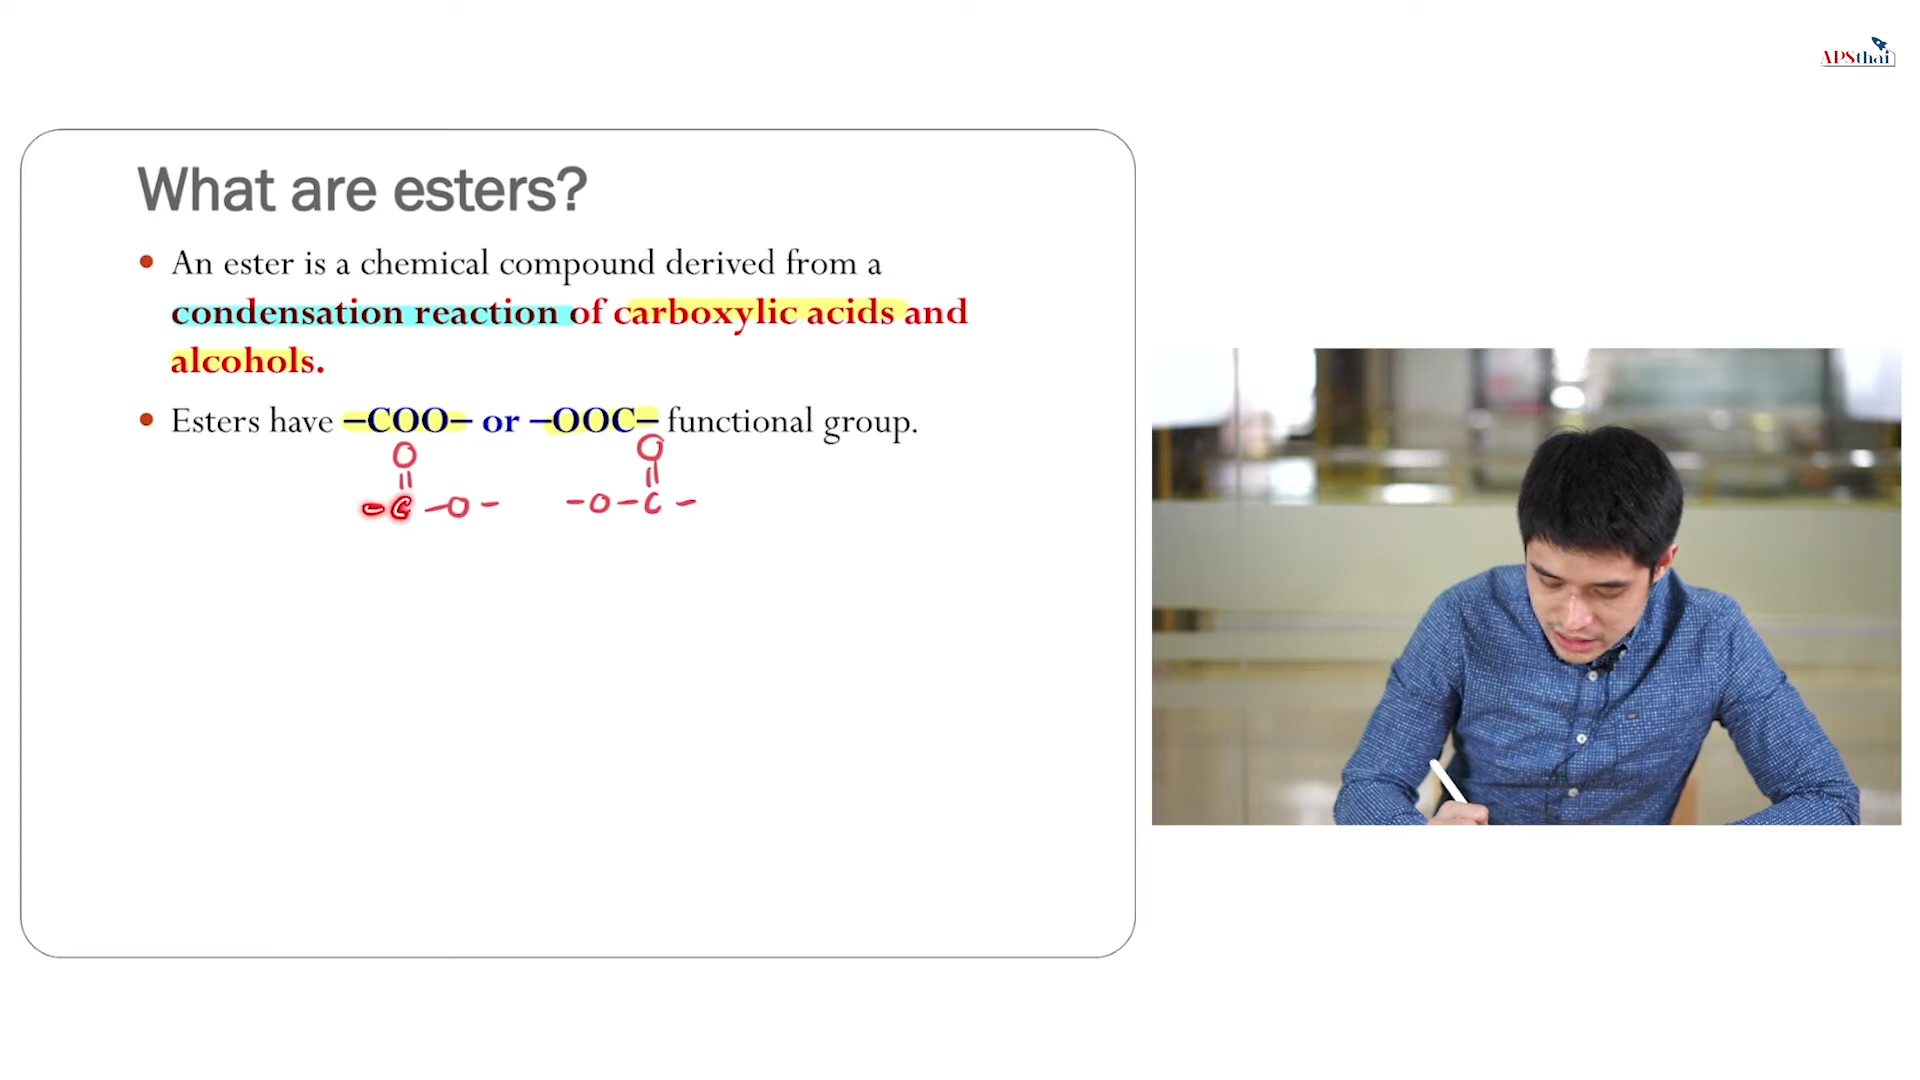 APSthai
What are esters?
• An ester is a chemical compound derived from a
condensation reaction of carboxylic acids and
alcohols.
• Esters have –COO– or –OOC– functional group.
O O
|| ||
-C-O- -O-C-